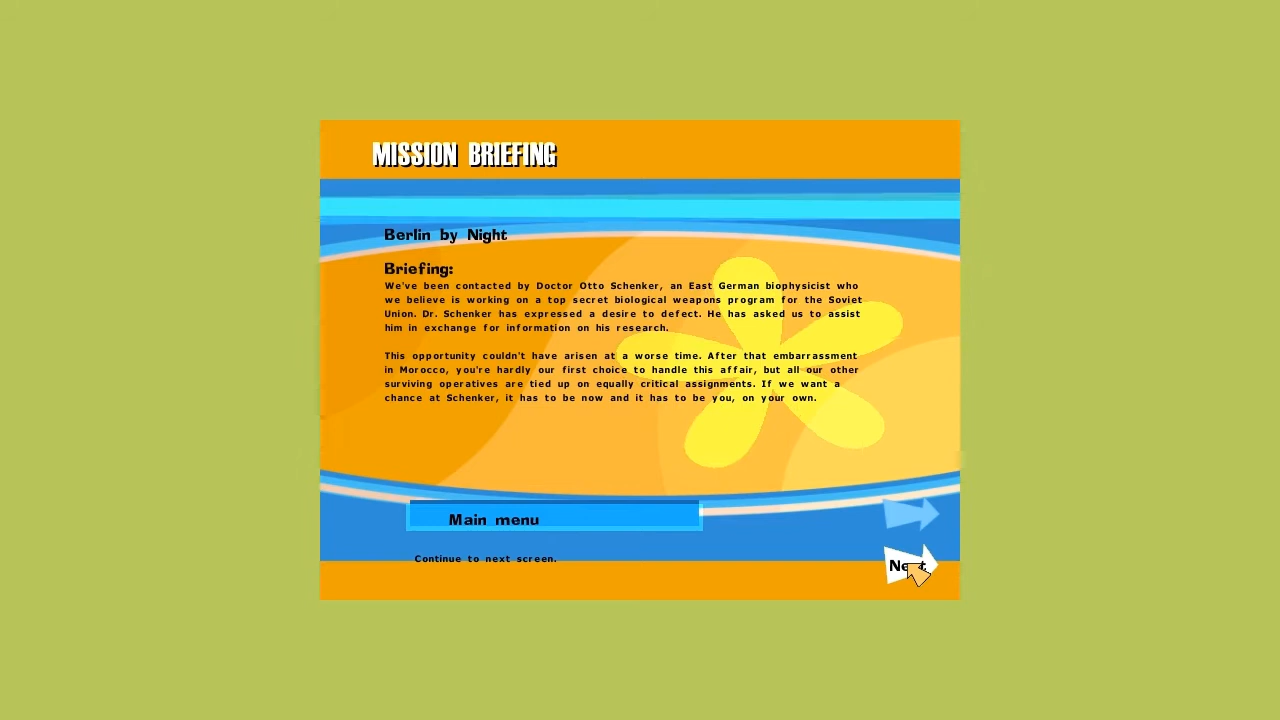 MISSION BRIEFING
Berlin by Night
Briefing:
We've been contacted by Doctor Otto Schenker, an East German biophysicist who
we believe is working on a top secret biological weapons program for the Soviet
Union. Dr. Schenker has expressed a desire to defect. He has asked us to assist
him in exchange for information on his research.
This opportunity couldn't have arisen at a worse time. After that embarrassment
in Morocco, you're hardly our first choice to handle this affair, but all our other
surviving operatives are tied up on equally critical assignments. If we want a
chance at Schenker, it has to be now and it has to be you, on your own.
Main menu
Continue to next screen.
Next